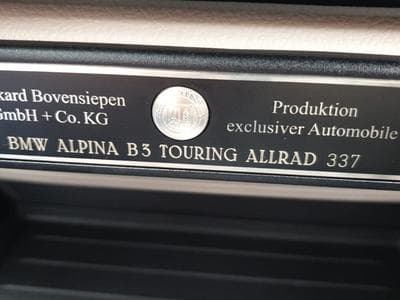 kard Bovensiepen
GmbH + Co. KG
Produktion
exclusiver Automobile
BMW ALPINA B3 TOURING ALLRAD 337